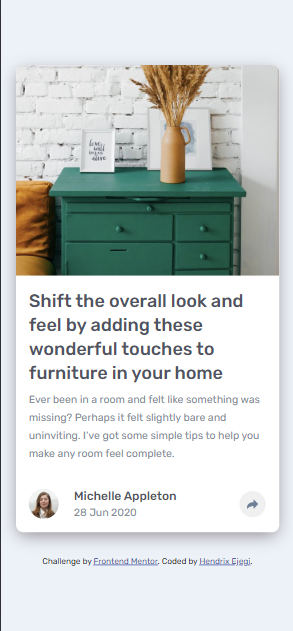 Shift the overall look and
feel by adding these
wonderful touches to
furniture in your home
Ever been in a room and felt like something was
missing? Perhaps it felt slightly bare and
uninviting. I've got some simple tips to help you
make any room feel complete.
Michelle Appleton
28 Jun 2020
Challenge by Frontend Mentor. Coded by Hendrix Ejegi.